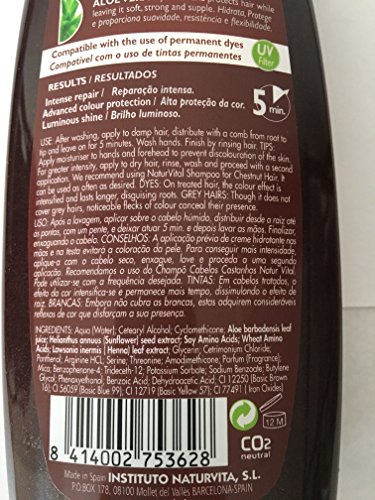 ALOE VE
protects hair while
leaving it soft, strong and supple. Hidrata, Protege
e proporciona suavidade, resistência e flexibilidade.
Compatible with the use of permanent dyes
Compatível com o uso de tintas permanentes
UV
Filter
RESULTS / RESULTADOS
Intense repair / Reparação intensa.
Advanced colour protection / Alta proteção da cor.
Luminous shine / Brilho luminoso.
5 min.
USE: After washing, apply to damp hair, distribute with a comb from root to
end and leave on for 5 minutes. Wash hands. Finish by rinsing hair. TIPS:
Apply moisturiser to hands and forehead to prevent discolouration of the skin.
For greater intensity, apply to dry hair, rinse, wash and proceed with a
second application. We recommend using NaturVital Shampoo for Chestnut Hair. It
can be used as often as desired. DYES: On treated hair, the colour effect is
intensified and lasts longer, disguising roots. GREY HAIRS: Though it does not
cover grey hairs, noticeable flecks of colour conceal their presence.
USO: Após a lavagem, aplicar sobre o cabelo húmido, distribuir desde a raiz até
às pontas, com um pente, e deixar atuar 5 min. e depois lavar as mãos. Finalizar
enxaguando o cabelo. CONSELHOS: A aplicação prévia de creme hidratante nas
mãos e na testa evitará a coloração da pele. Para conseguir mais intensidade,
aplique com o cabelo seco, enxague, lave e proceda a uma segunda
aplicação. Recomendamos o uso do Champô Cabelos Castanhos Natur Vital.
Pode utilizar-se com a frequência desejada. TINTAS: Em cabelos tratados, o
efeito da cor intensifica-se e permanece mais tempo, dissimulando as
raízes. BRANCAS: Embora não cubra as brancas, estas adquirem consideráveis
reflexos de cor que disfarçam a sua presença.
INGREDIENTS: Aqua (Water); Cetearyl Alcohol; Cyclomethicone; Aloe barbadensis leaf
juice; Helianthus annuus (Sunflower) seed extract; Soy Amino Acids; Wheat Amino
Acids; Lawsonia inermis ( Henna) leaf extract; Glycerin; Cetrimonium Chloride;
Panthenol, Arginine HCL; Serine; Threonine; Amodimethicone; Parfum (Fragrance);
Mica; Benzophenone-4; Trideceth-12; Potassium Sorbate; Sodium Benzoate; Butylene
Glycol, Phenoxyethanol; Benzoic Acid; Dehydroacetic Acid; CI 12250 (Basic Brown
16) CI 56059 (Basic Blue 99); CI 12719 (Basic Yellow 57) CI 77491 ( Iron Oxides)
12 M
CO2
neutral
8 414002 753628
Made in Spain INSTITUTO NATURVITA, S.L.
P.O.BOX 178, 08100 Mollet del Vallès BARCELONA-SPAIN